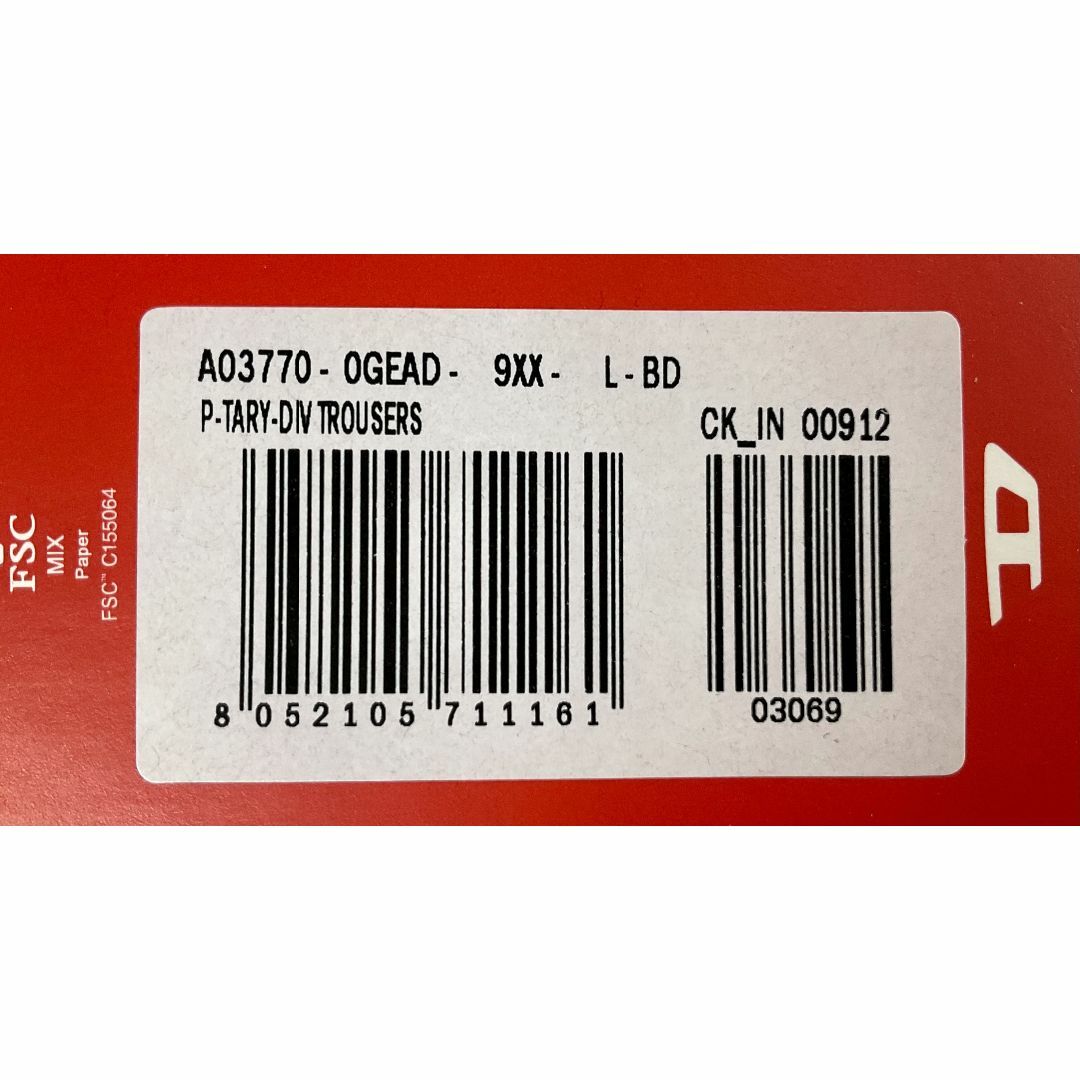 A03770 - 0GEAD - 9XX - L - BD
P-TARY-DIV TROUSERS
CK_IN 00912
8 052105 711161
03069
FSC
MIX
Paper
FSC™ C155064
D